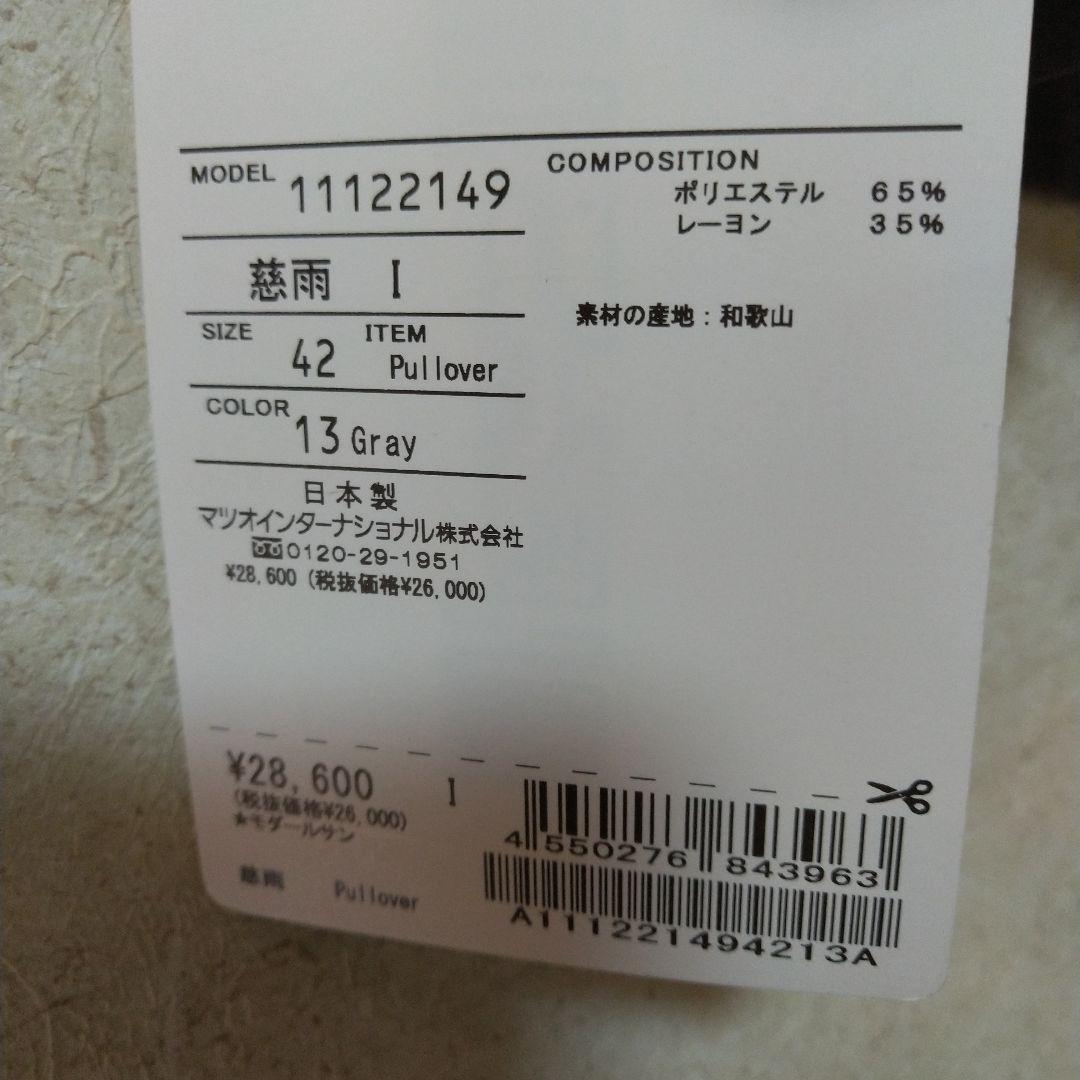 MODEL 11122149
慈雨 I
SIZE 42 ITEM Pullover
COLOR 13 Gray
日本製
マツオインターナショナル株式会社
0120-29-1951
¥28,600 (税抜価格¥26,000)
COMPOSITION
ポリエステル 65%
レーヨン 35%
素材の産地：和歌山
¥28,600 I
(税抜価格¥26,000)
★モダールサン
慈雨 Pullover
4 550276 843963
A111221494213A